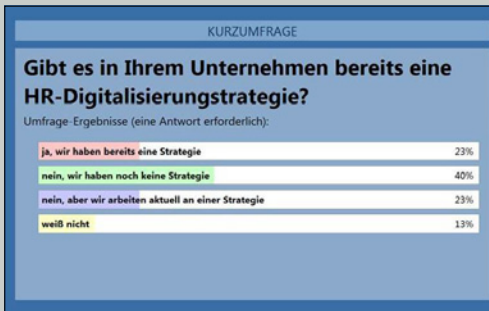 KURZUMFRAGE
Gibt es in Ihrem Unternehmen bereits eine
HR-Digitalisierungstrategie?
Umfrage-Ergebnisse (eine Antwort erforderlich):
ja, wir haben bereits eine Strategie 23%
nein, wir haben noch keine Strategie 40%
nein, aber wir arbeiten aktuell an einer Strategie 23%
weiß nicht 13%